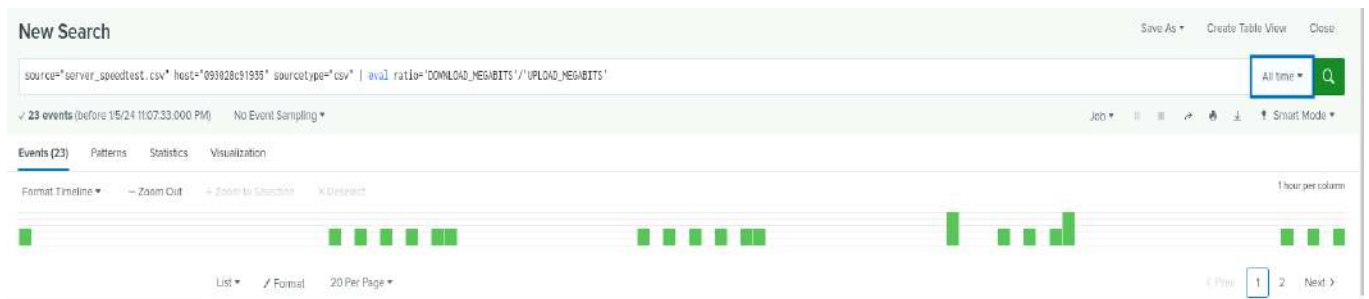 New Search
Save As ▾ Create Table View Close
source="server_speedtest.csv" host="093028c91935" sourcetype="csv" | eval ratio='DOWNLOAD_MEGABITS'/'UPLOAD_MEGABITS'
All time ▾
✓ 23 events (before 1/5/24 11:07:33.000 PM) No Event Sampling ▾
Job ▾ Smart Mode ▾
Events (23) Patterns Statistics Visualization
Format Timeline ▾ — Zoom Out + Zoom to Selection × Deselect
1 hour per column
List ▾ Format 20 Per Page ▾
< Prev 1 2 Next >